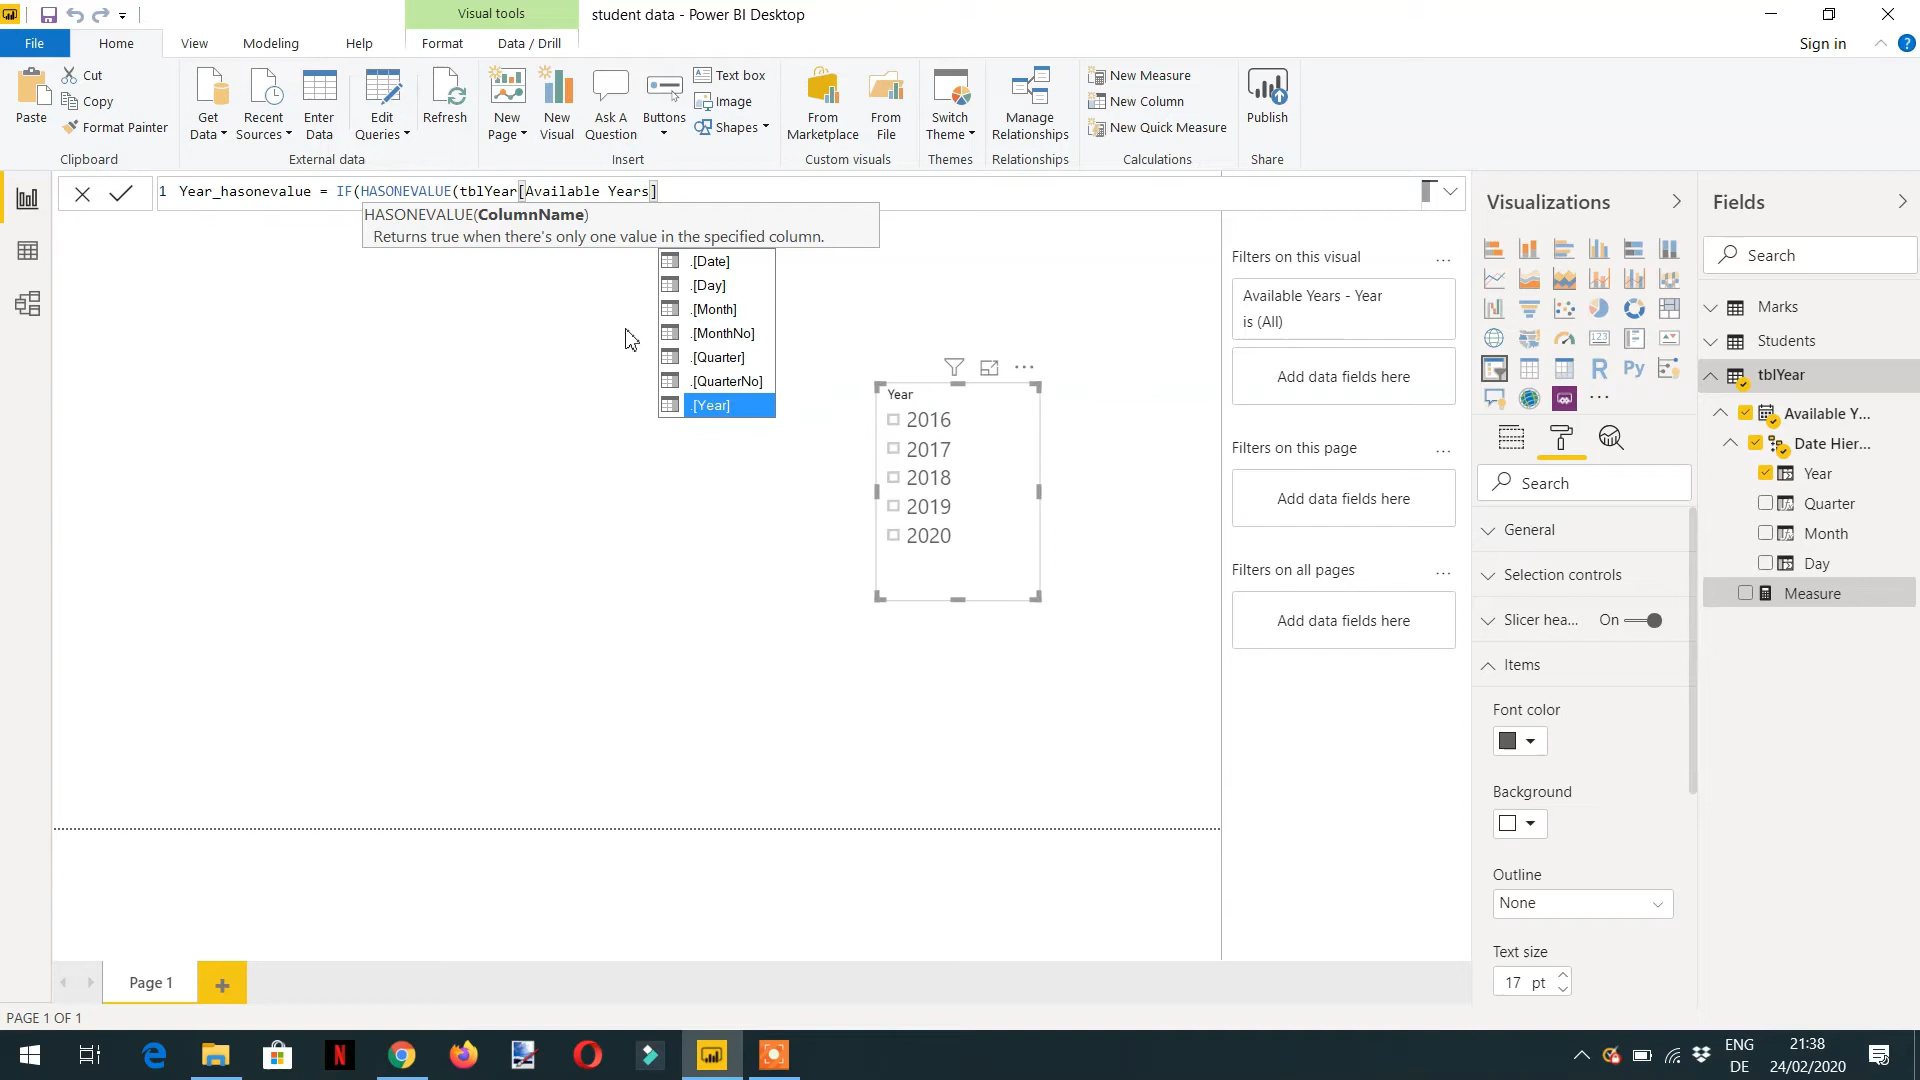 Visual tools
student data - Power BI Desktop
File
Home
View
Modeling
Help
Format
Data / Drill
Sign in
Paste
Cut
Copy
Format Painter
Clipboard
Get Data
Recent Sources
Enter Data
Edit Queries
Refresh
External data
New Page
New Visual
Ask A Question
Buttons
Text box
Image
Shapes
Insert
From Marketplace
From File
Custom visuals
Switch Theme
Themes
Manage Relationships
Relationships
New Measure
New Column
New Quick Measure
Calculations
Publish
Share
1 Year_hasonevalue = IF(HASONEVALUE(tblYear[Available Years]
HASONEVALUE(ColumnName)
Returns true when there's only one value in the specified column.
.[Date]
.[Day]
.[Month]
.[MonthNo]
.[Quarter]
.[QuarterNo]
.[Year]
Year
2016
2017
2018
2019
2020
Filters on this visual
...
Available Years - Year
is (All)
Add data fields here
Filters on this page
...
Add data fields here
Filters on all pages
...
Add data fields here
Visualizations
R
Py
...
Search
General
Selection controls
Slicer hea... On
Items
Font color
Background
Outline
None
Text size
17 pt
Fields
Search
Marks
Students
tblYear
Available Y...
Date Hier...
Year
Quarter
Month
Day
Measure
Page 1
+
PAGE 1 OF 1
ENG
DE
21:38
24/02/2020